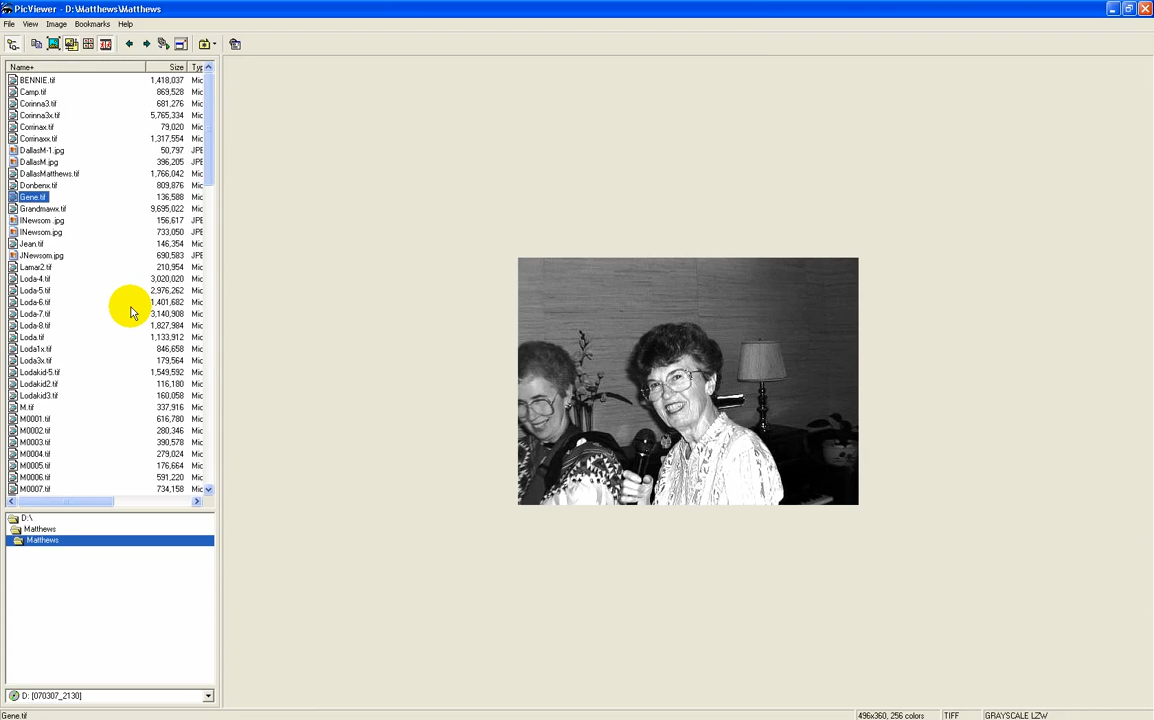 PicViewer - D:\Matthews\Matthews
File View Image Bookmarks Help
Name+ Size Typ
BENNIE.tif 1,418,037 Mic
Camp.tif 869,528 Mic
Corinna3.tif 681,276 Mic
Corinna3x.tif 5,765,334 Mic
Corrinax.tif 79,020 Mic
Corrinaxx.tif 1,317,554 Mic
DallasM-1.jpg 50,797 JPE
DallasM.jpg 396,205 JPE
DallasMatthews.tif 1,766,042 Mic
Donbenx.tif 809,876 Mic
Gene.tif 136,588 Mic
Grandmawx.tif 9,695,022 Mic
INewsom .jpg 156,617 JPE
INewsom.jpg 733,050 JPE
Jean.tif 146,354 Mic
JNewsom.jpg 690,583 JPE
Lamar2.tif 210,954 Mic
Loda-4.tif 3,020,020 Mic
Loda-5.tif 2,976,262 Mic
Loda-6.tif 1,401,682 Mic
Loda-7.tif 3,140,908 Mic
Loda-8.tif 1,827,984 Mic
Loda.tif 1,133,912 Mic
Loda1x.tif 846,658 Mic
Loda3x.tif 179,564 Mic
Lodakid-5.tif 1,549,592 Mic
Lodakid2.tif 116,180 Mic
Lodakid3.tif 160,058 Mic
M.tif 337,916 Mic
M0001.tif 616,780 Mic
M0002.tif 280,346 Mic
M0003.tif 390,578 Mic
M0004.tif 279,024 Mic
M0005.tif 176,664 Mic
M0006.tif 591,220 Mic
M0007.tif 734,158 Mic
D:\
Matthews
Matthews
D: [070307_2130]
Gene.tif 496x360, 256 colors TIFF GRAYSCALE LZW